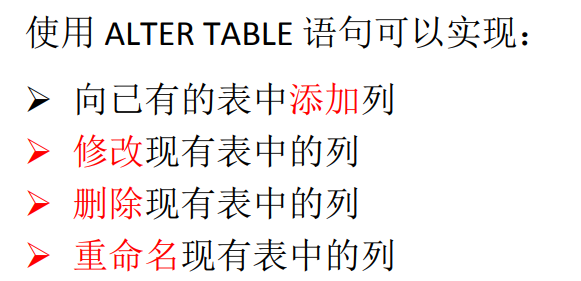 使用 ALTER TABLE 语句可以实现：
➢ 向已有的表中添加列
➢ 修改现有表中的列
➢ 删除现有表中的列
➢ 重命名现有表中的列